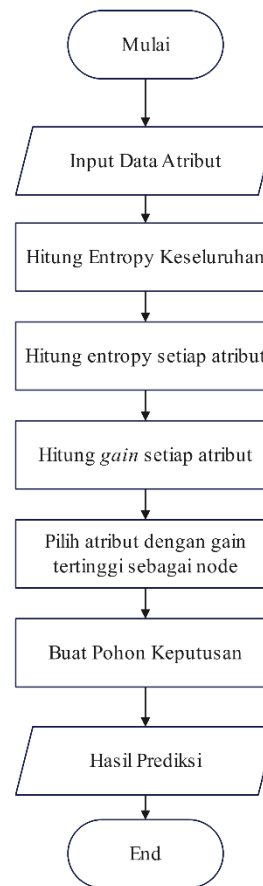 Mulai
Input Data Atribut
Hitung Entropy Keseluruhan
Hitung entropy setiap atribut
Hitung gain setiap atribut
Pilih atribut dengan gain
tertinggi sebagai node
Buat Pohon Keputusan
Hasil Prediksi
End